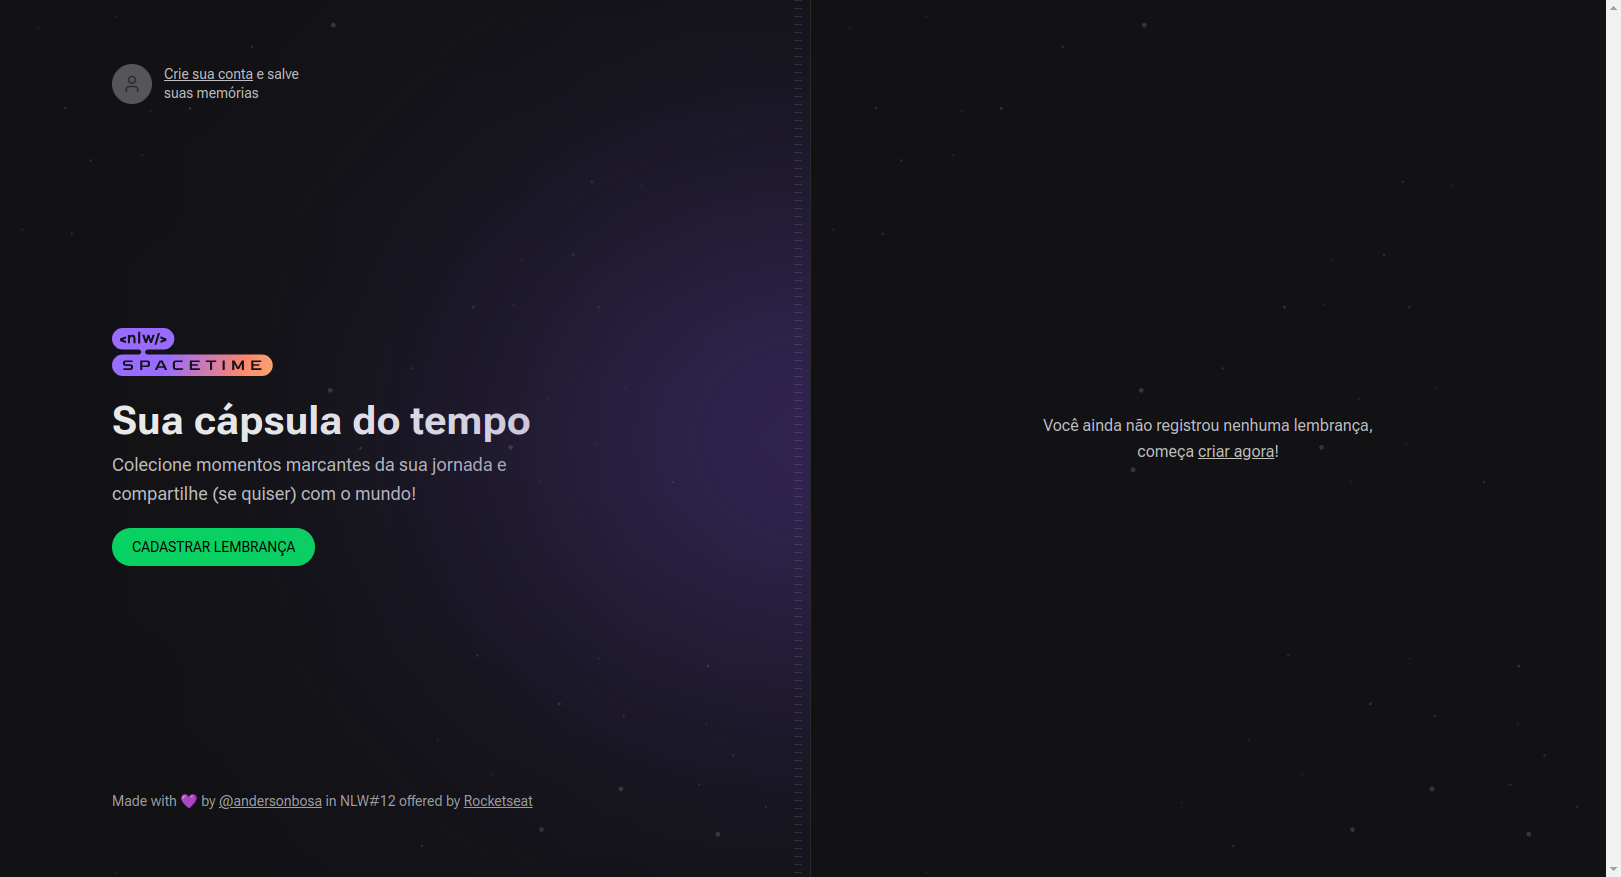 Crie sua conta e salve
suas memórias
<nlw/>
SPACETIME
Sua cápsula do tempo
Colecione momentos marcantes da sua jornada e
compartilhe (se quiser) com o mundo!
CADASTRAR LEMBRANÇA
Made with 💜 by @andersonbosa in NLW#12 offered by Rocketseat
Você ainda não registrou nenhuma lembrança,
começa criar agora!